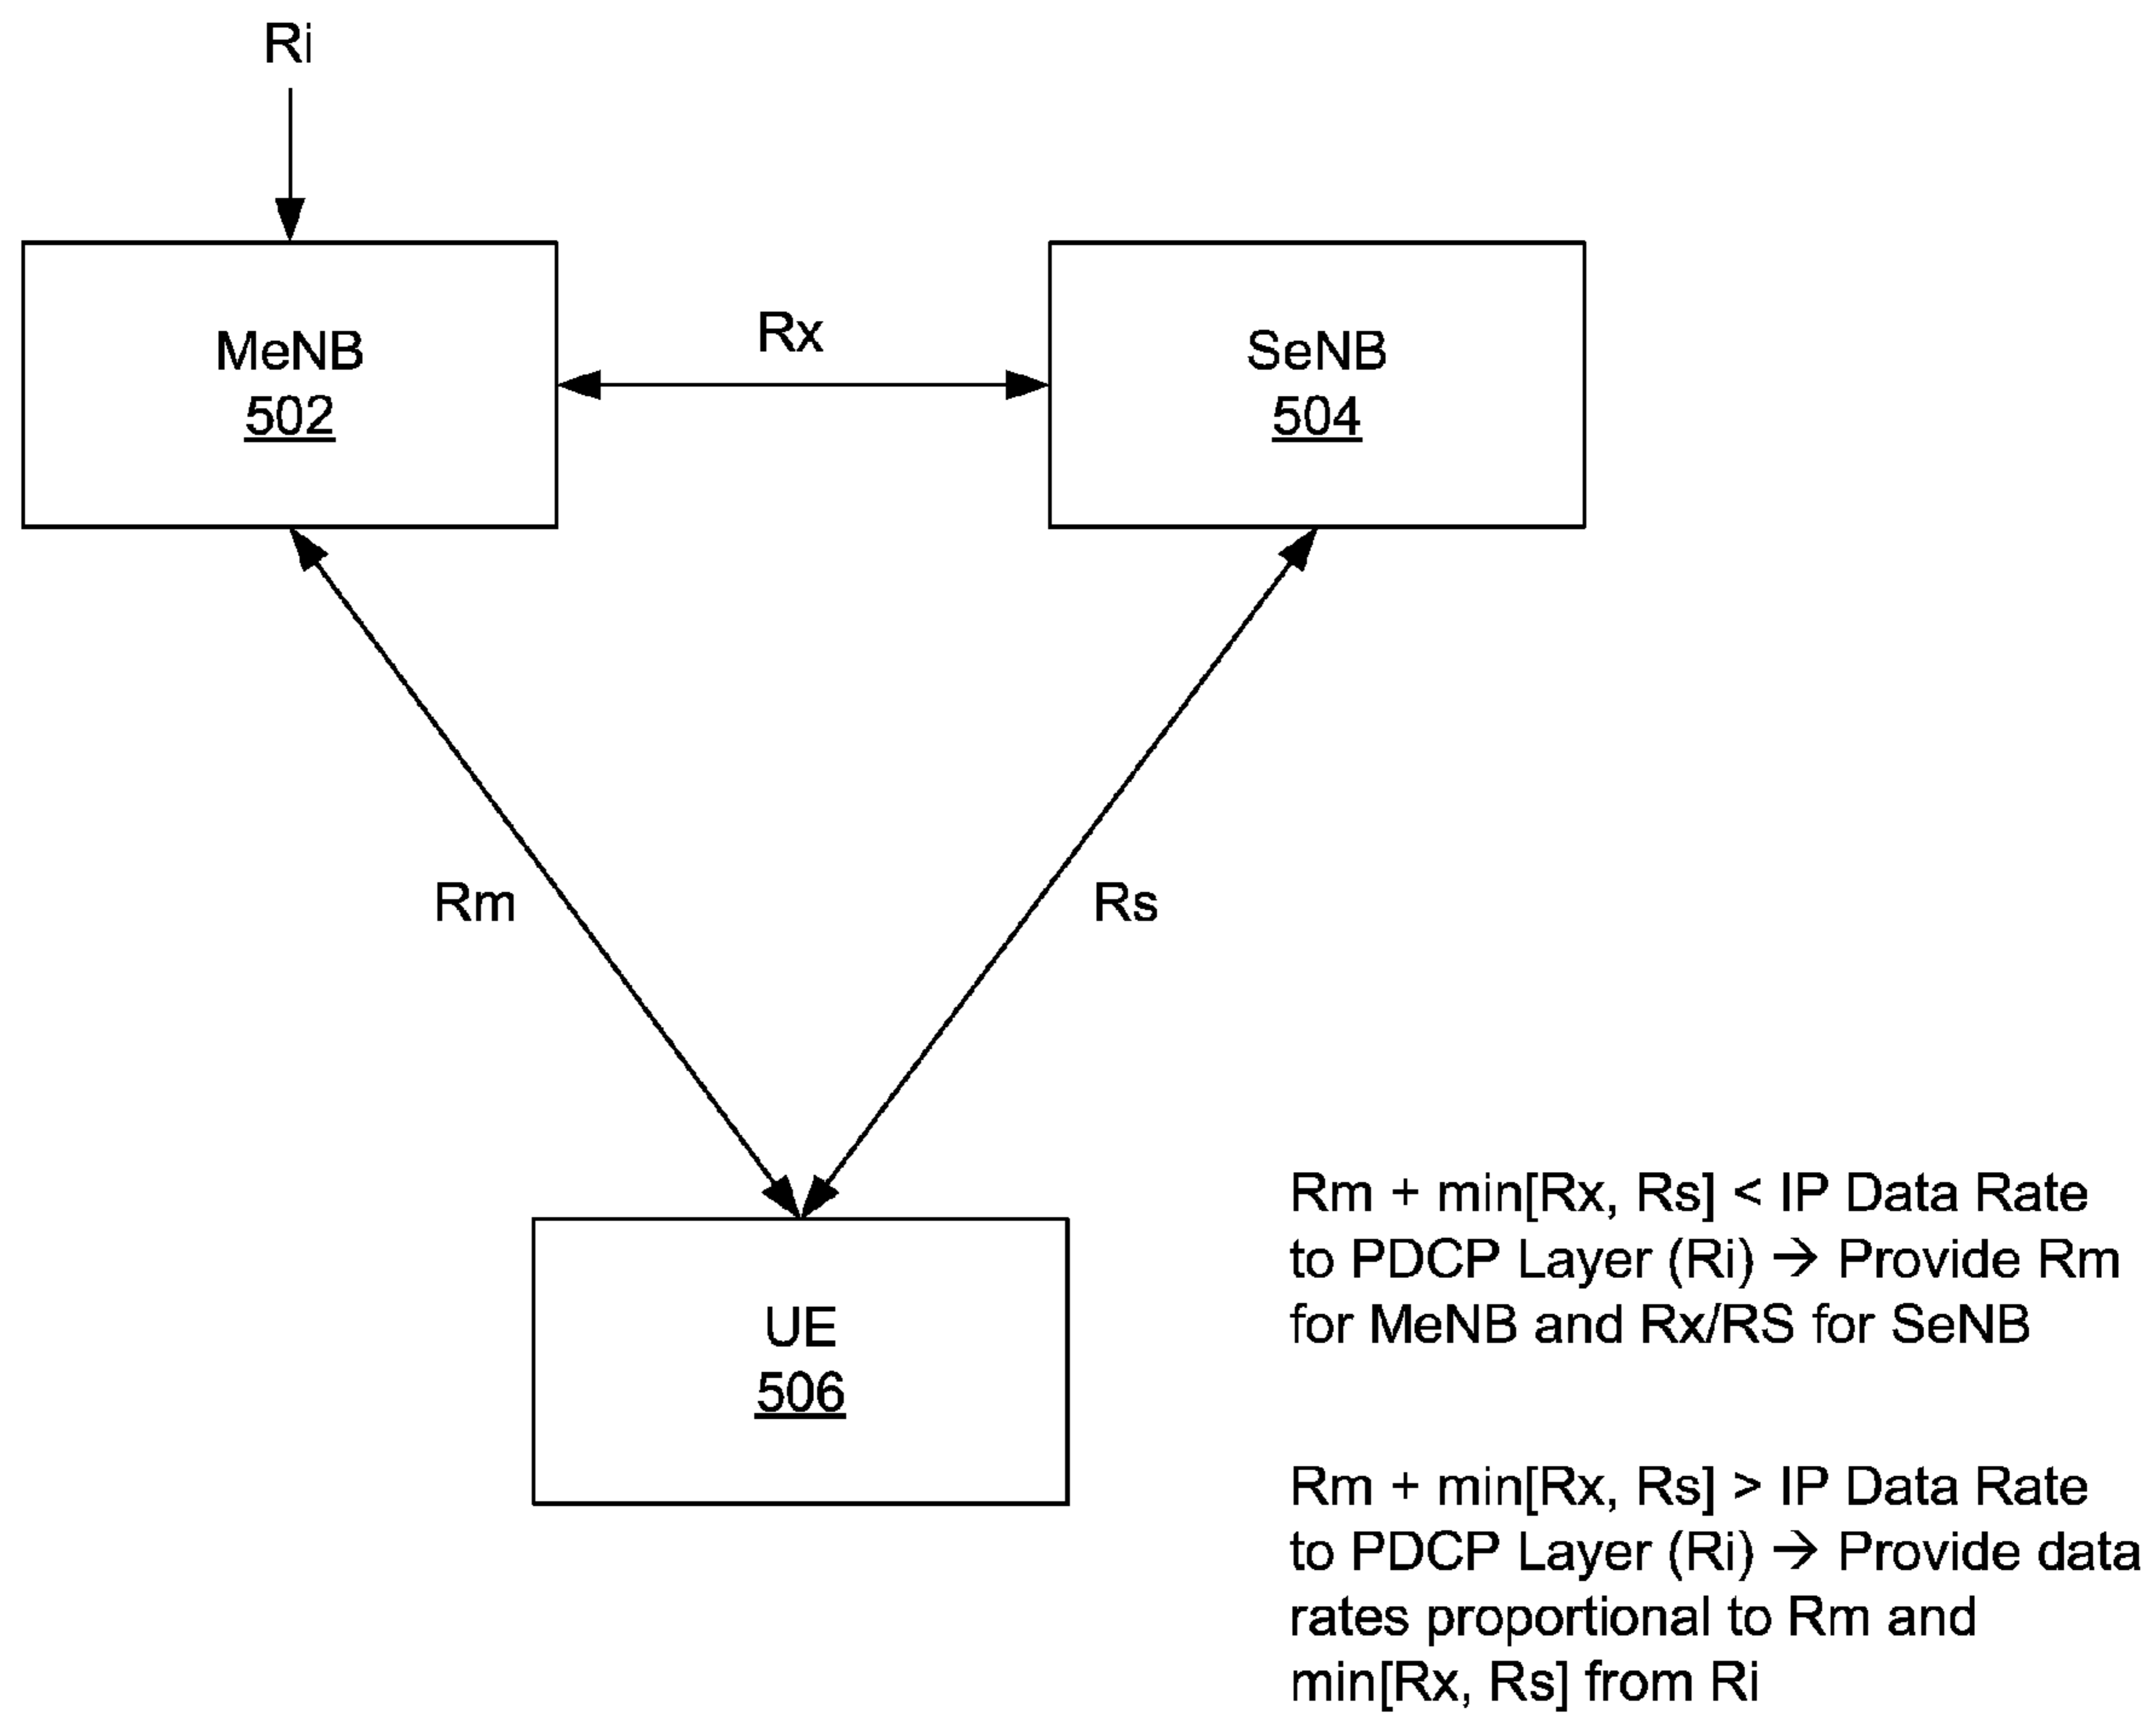 Ri
MeNB
502
Rx
SeNB
504
Rm
Rs
UE
506
Rm + min[Rx, Rs] < IP Data Rate
to PDCP Layer (Ri) → Provide Rm
for MeNB and Rx/RS for SeNB
Rm + min[Rx, Rs] > IP Data Rate
to PDCP Layer (Ri) → Provide data
rates proportional to Rm and
min[Rx, Rs] from Ri